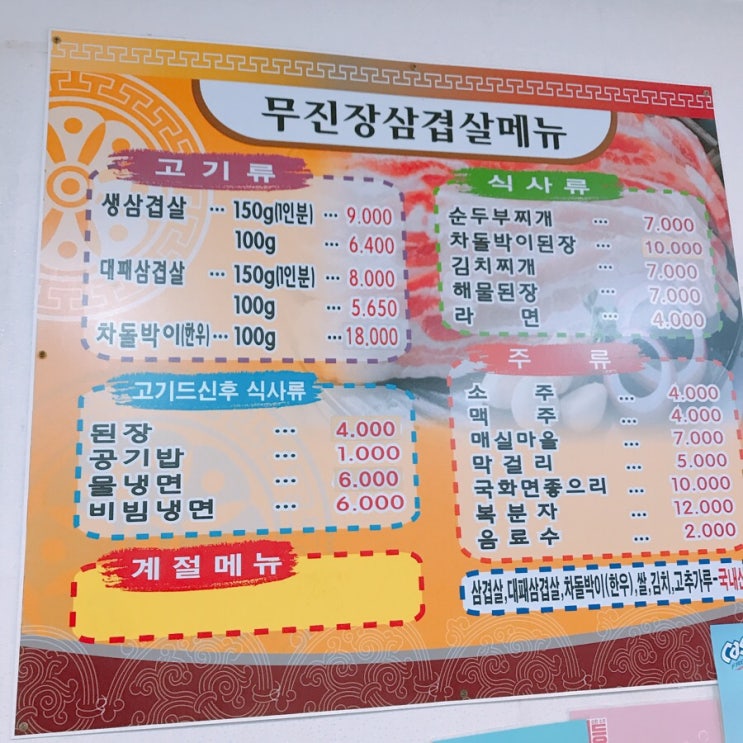 무진장삼겹살메뉴
고기류
생삼겹살 ... 150g(1인분) ... 9.000
100g ... 6.400
대패삼겹살 ... 150g(1인분) ... 8.000
100g ... 5.650
차돌박이(한우)... 100g ... 18.000
고기드신후 식사류
된장 ... 4.000
공기밥 ... 1.000
물냉면 ... 6.000
비빔냉면 ... 6.000
계절메뉴
식사류
순두부찌개 ... 7.000
차돌박이된장 ... 10.000
김치찌개 ... 7.000
해물된장 ... 7.000
라면 ... 4.000
주류
소주 ... 4.000
맥주 ... 4.000
매실마을 ... 7.000
막걸리 ... 5.000
국화면좋으리 ... 10.000
복분자 ... 12.000
음료수 ... 2.000
삼겹살,대패삼겹살,차돌박이(한우),쌀,김치,고추가루-국내산